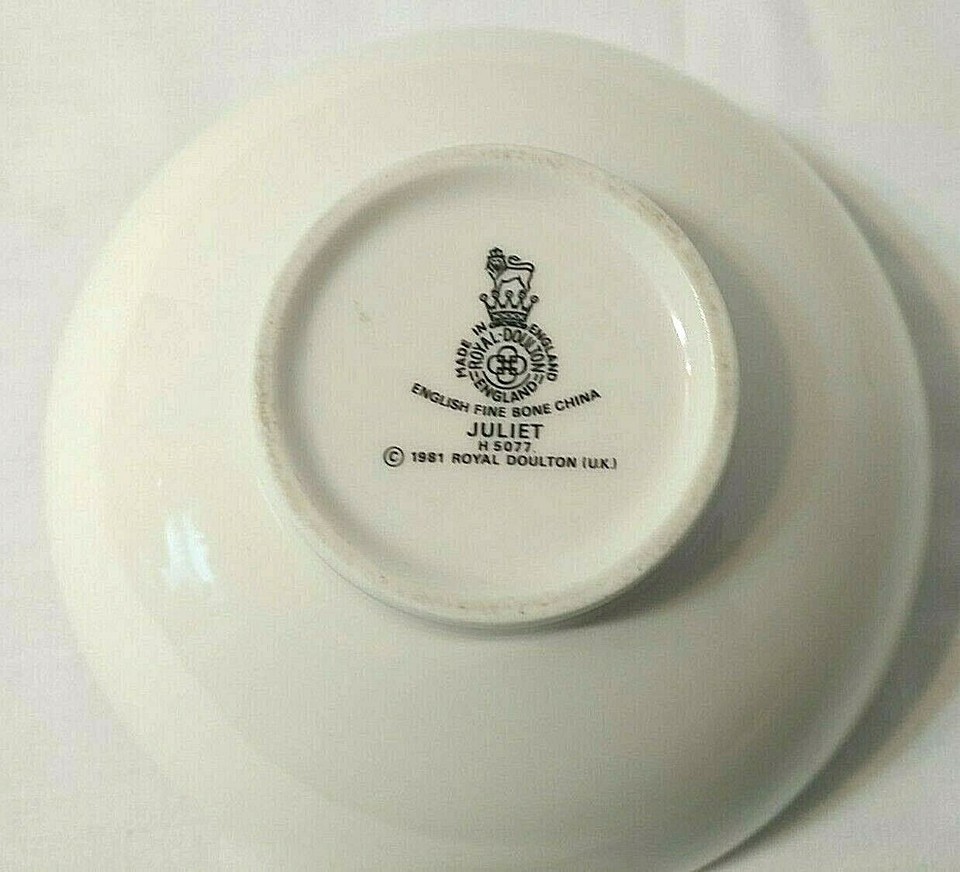 MADE IN ENGLAND
ROYAL·DOULTON
ENGLAND
ENGLISH FINE BONE CHINA
JULIET
H 5077.
© 1981 ROYAL DOULTON (U.K.)